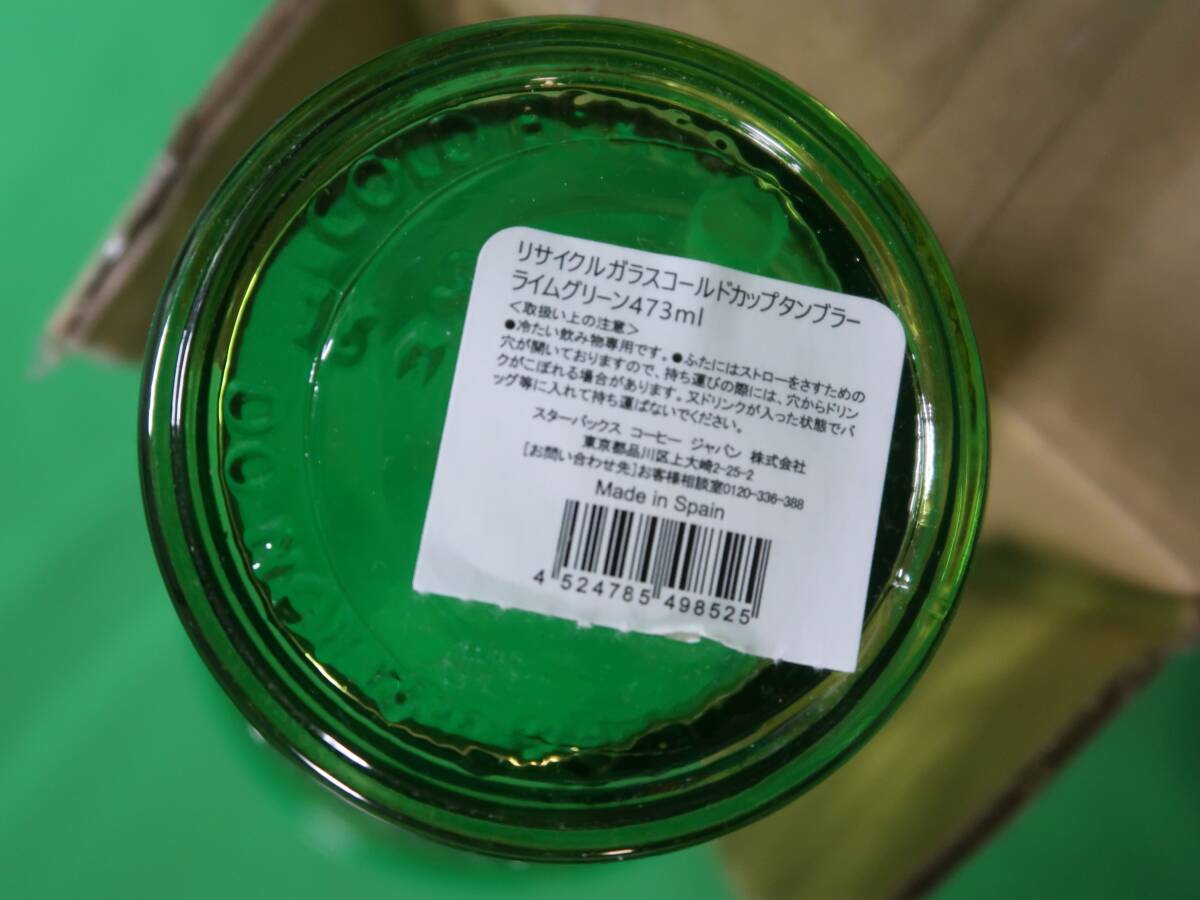 リサイクルガラスコールドカップタンブラー
ライムグリーン473ml
＜取扱い上の注意＞
●冷たい飲み物専用です。●ふたにはストローをさすための
穴が開いておりますので、持ち運びの際には、穴からドリン
クがこぼれる場合があります。又ドリンクが入った状態でバ
ッグ等に入れて持ち運ばないでください。
スターバックス コーヒー ジャパン 株式会社
東京都品川区上大崎2-25-2
[お問い合わせ先]お客様相談室0120-336-388
Made in Spain
4 524785 498525